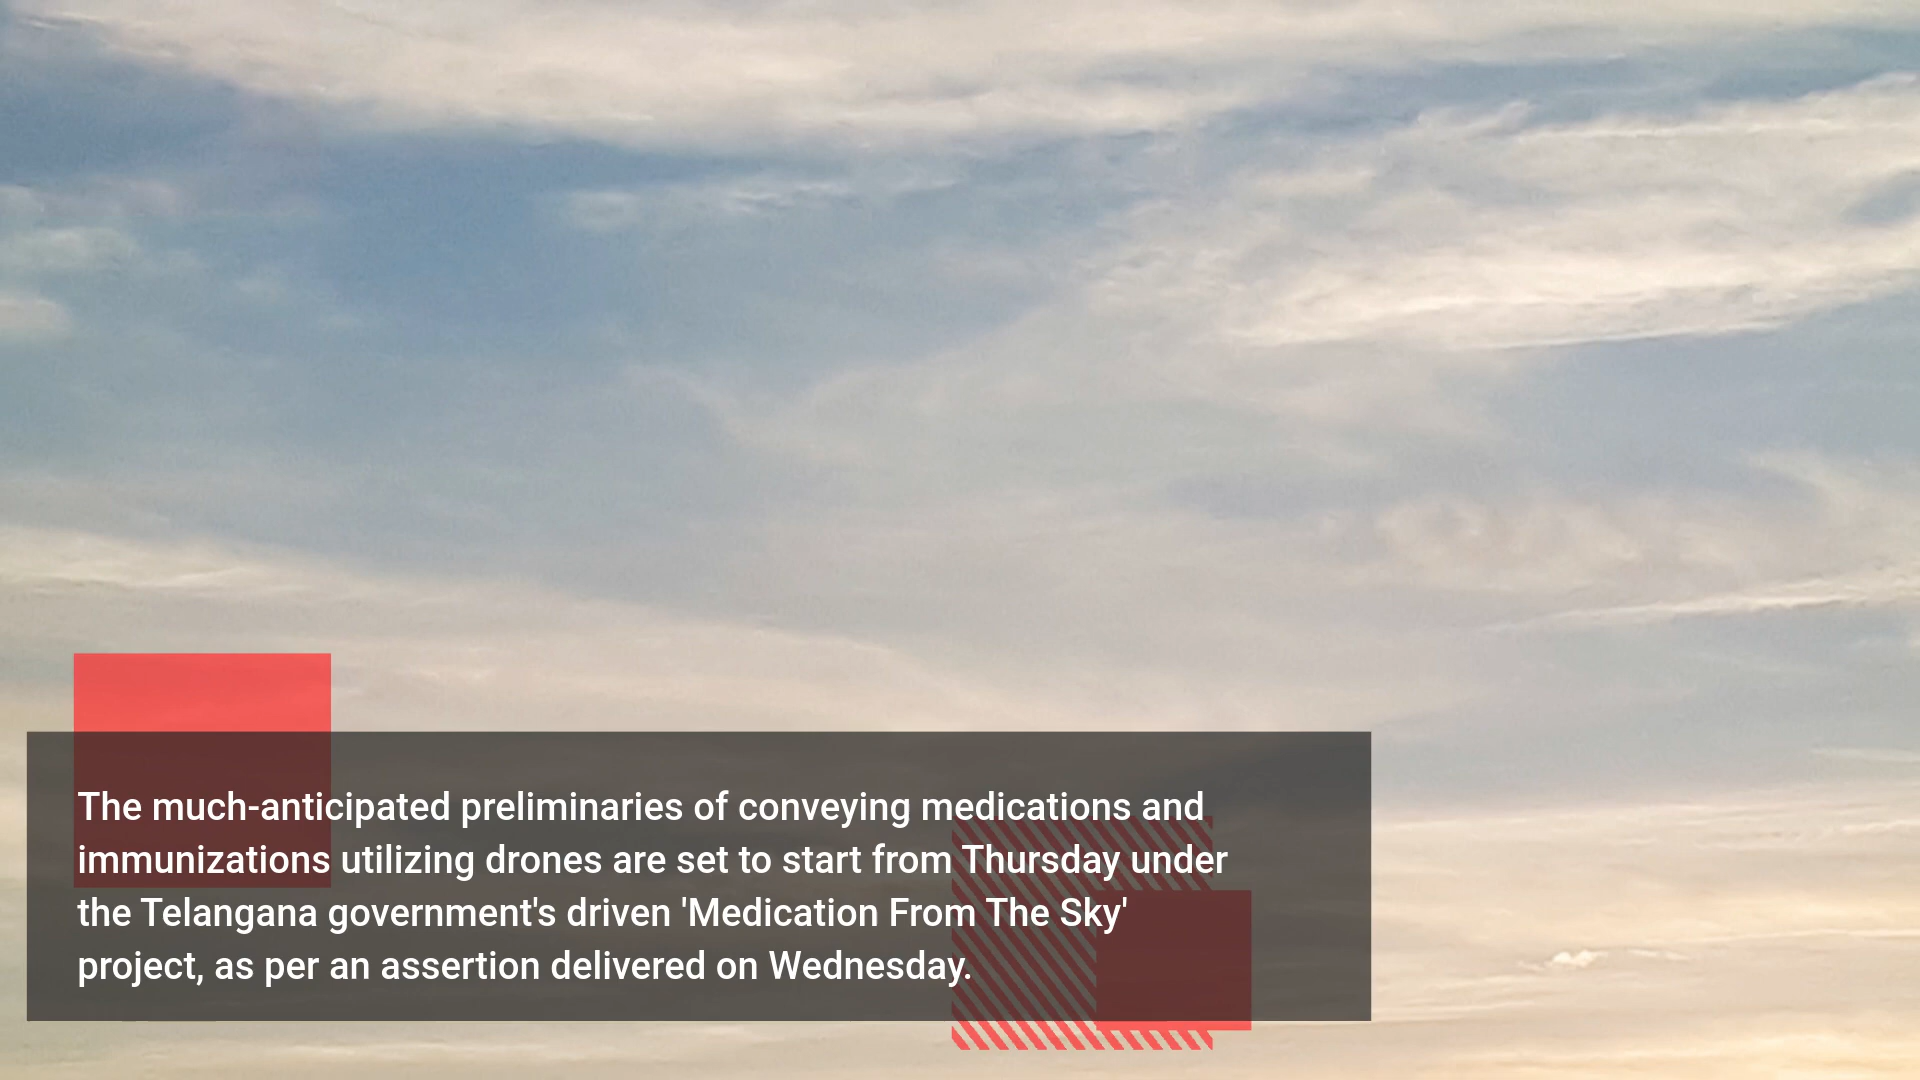 The much-anticipated preliminaries of conveying medications and
immunizations utilizing drones are set to start from Thursday under
the Telangana government's driven 'Medication From The Sky'
project, as per an assertion delivered on Wednesday.